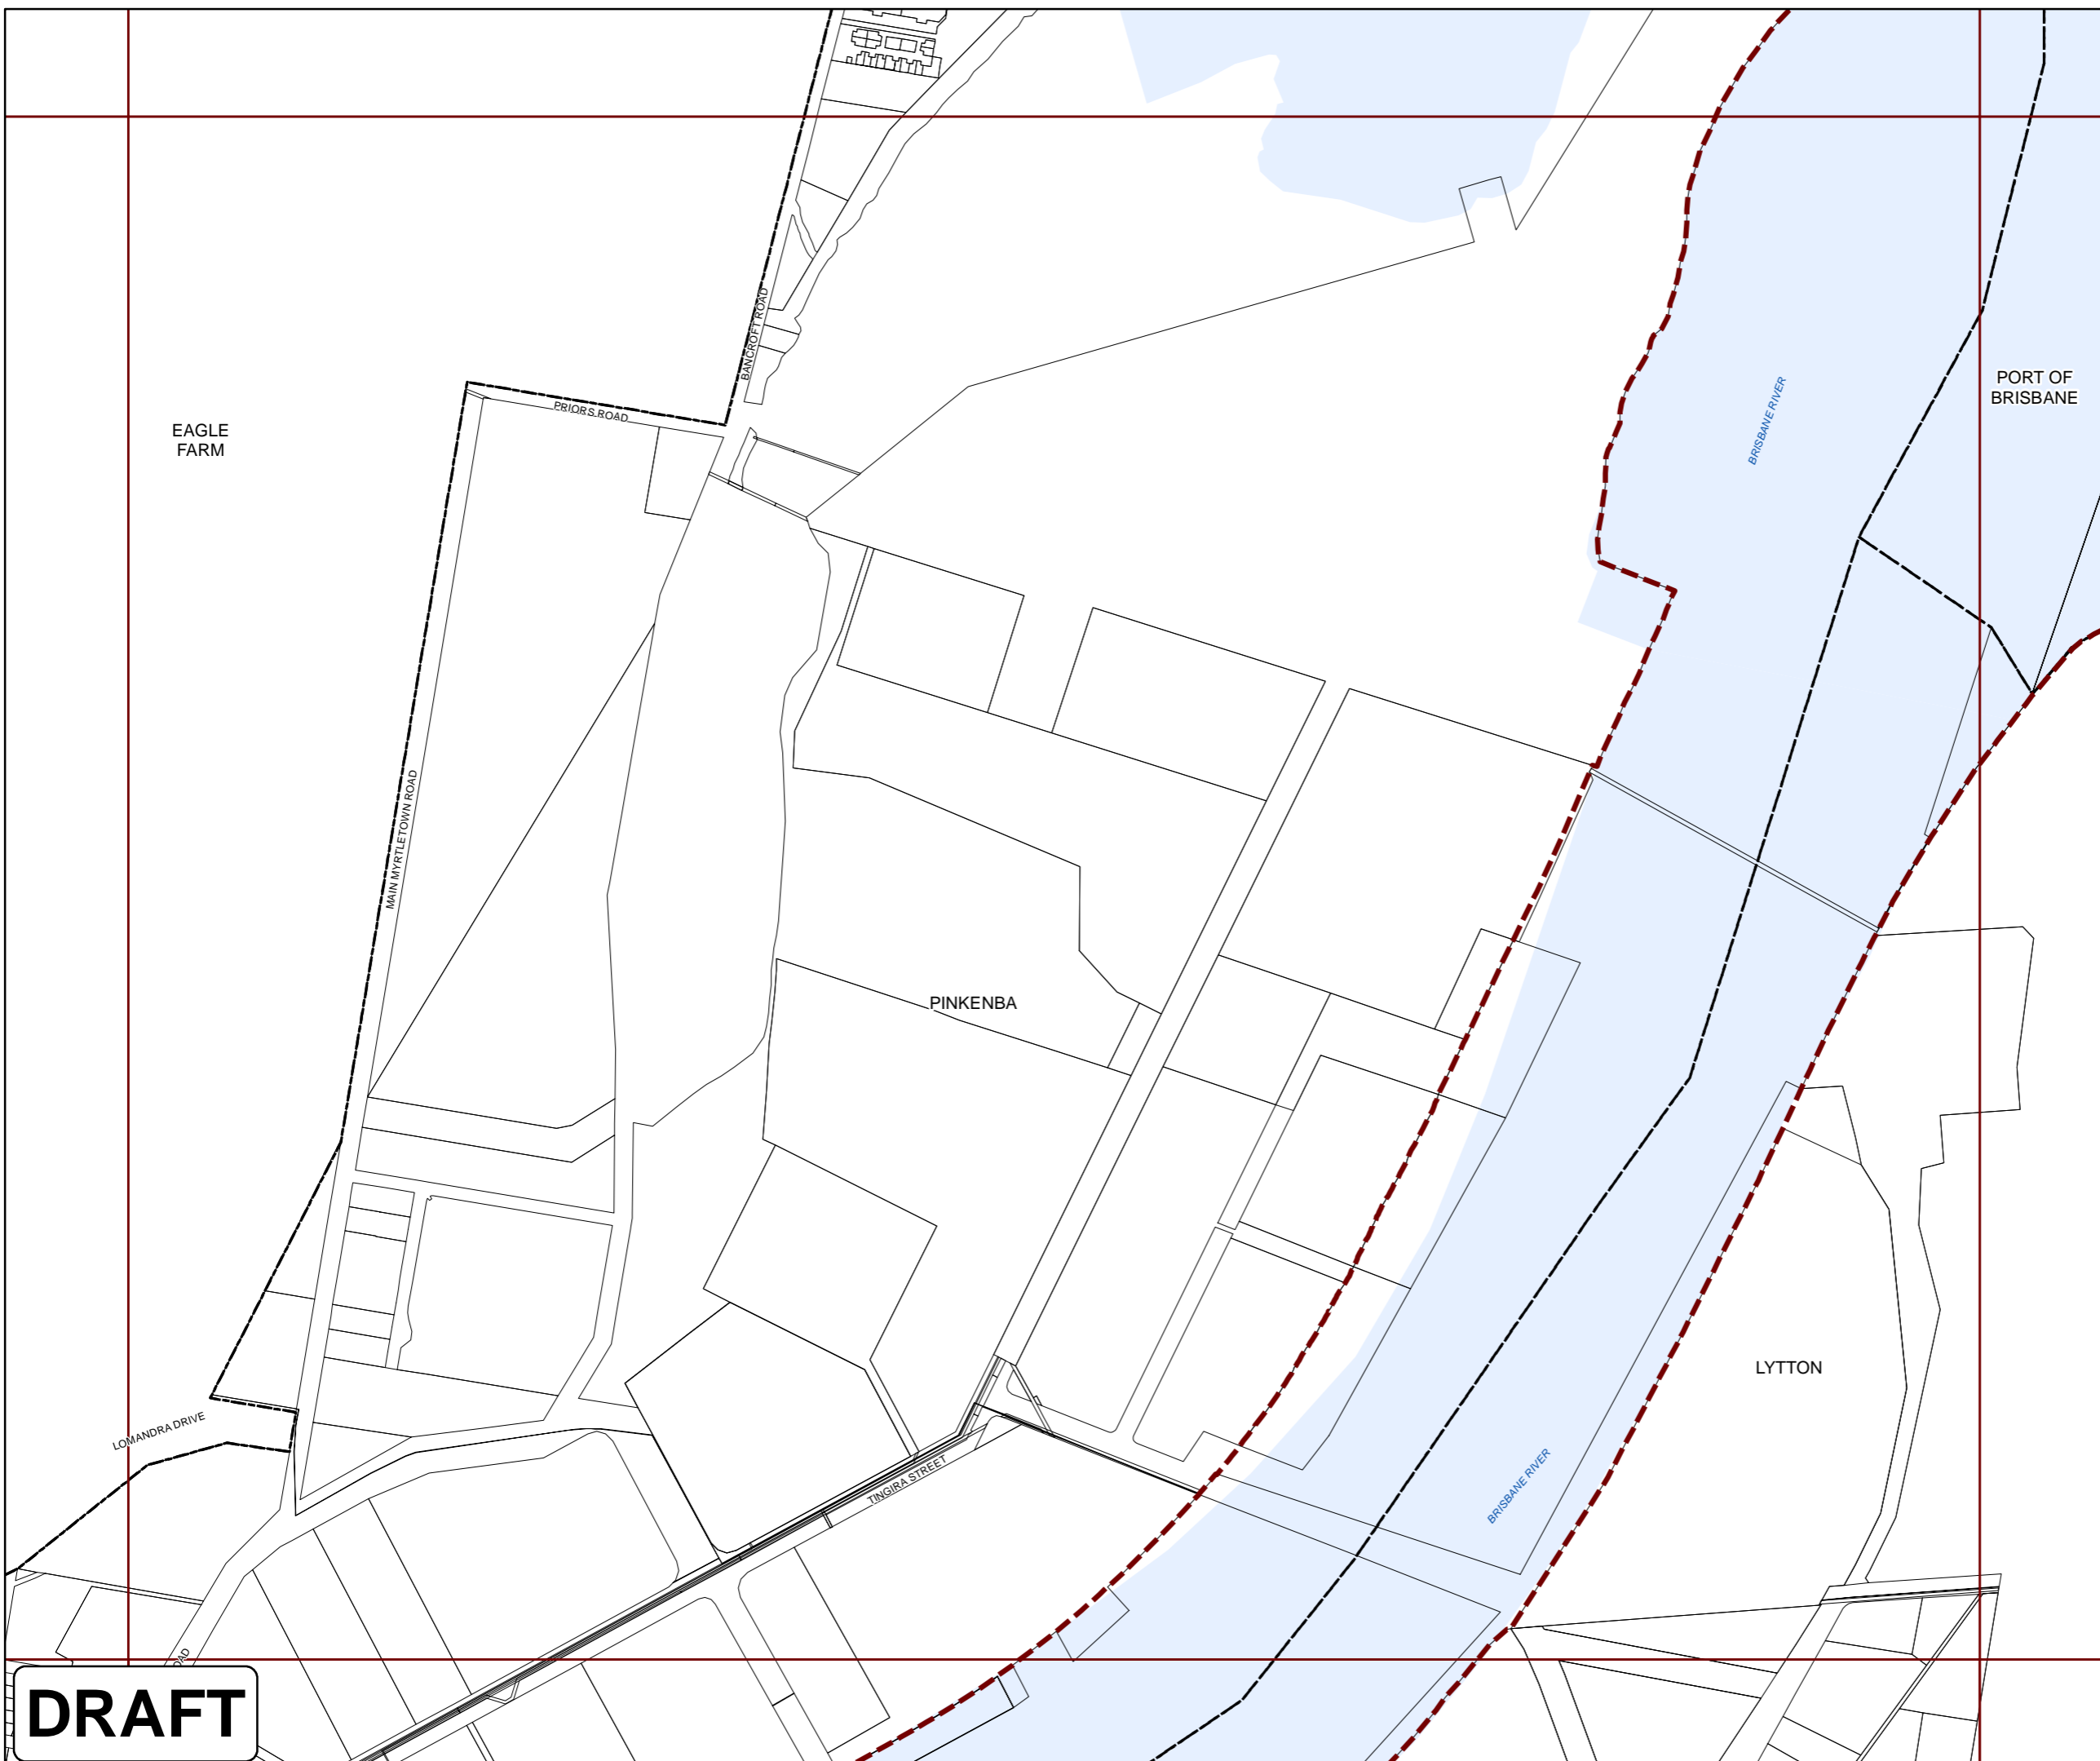 BANCROFT ROAD
PORT OF
BRISBANE
BRISBANE RIVER
PRIORS ROAD
EAGLE
FARM
MAIN MYRTLETOWN ROAD
PINKENBA
LYTTON
LOMANDRA DRIVE
TINGIRA STREET
BRISBANE RIVER
DRAFT